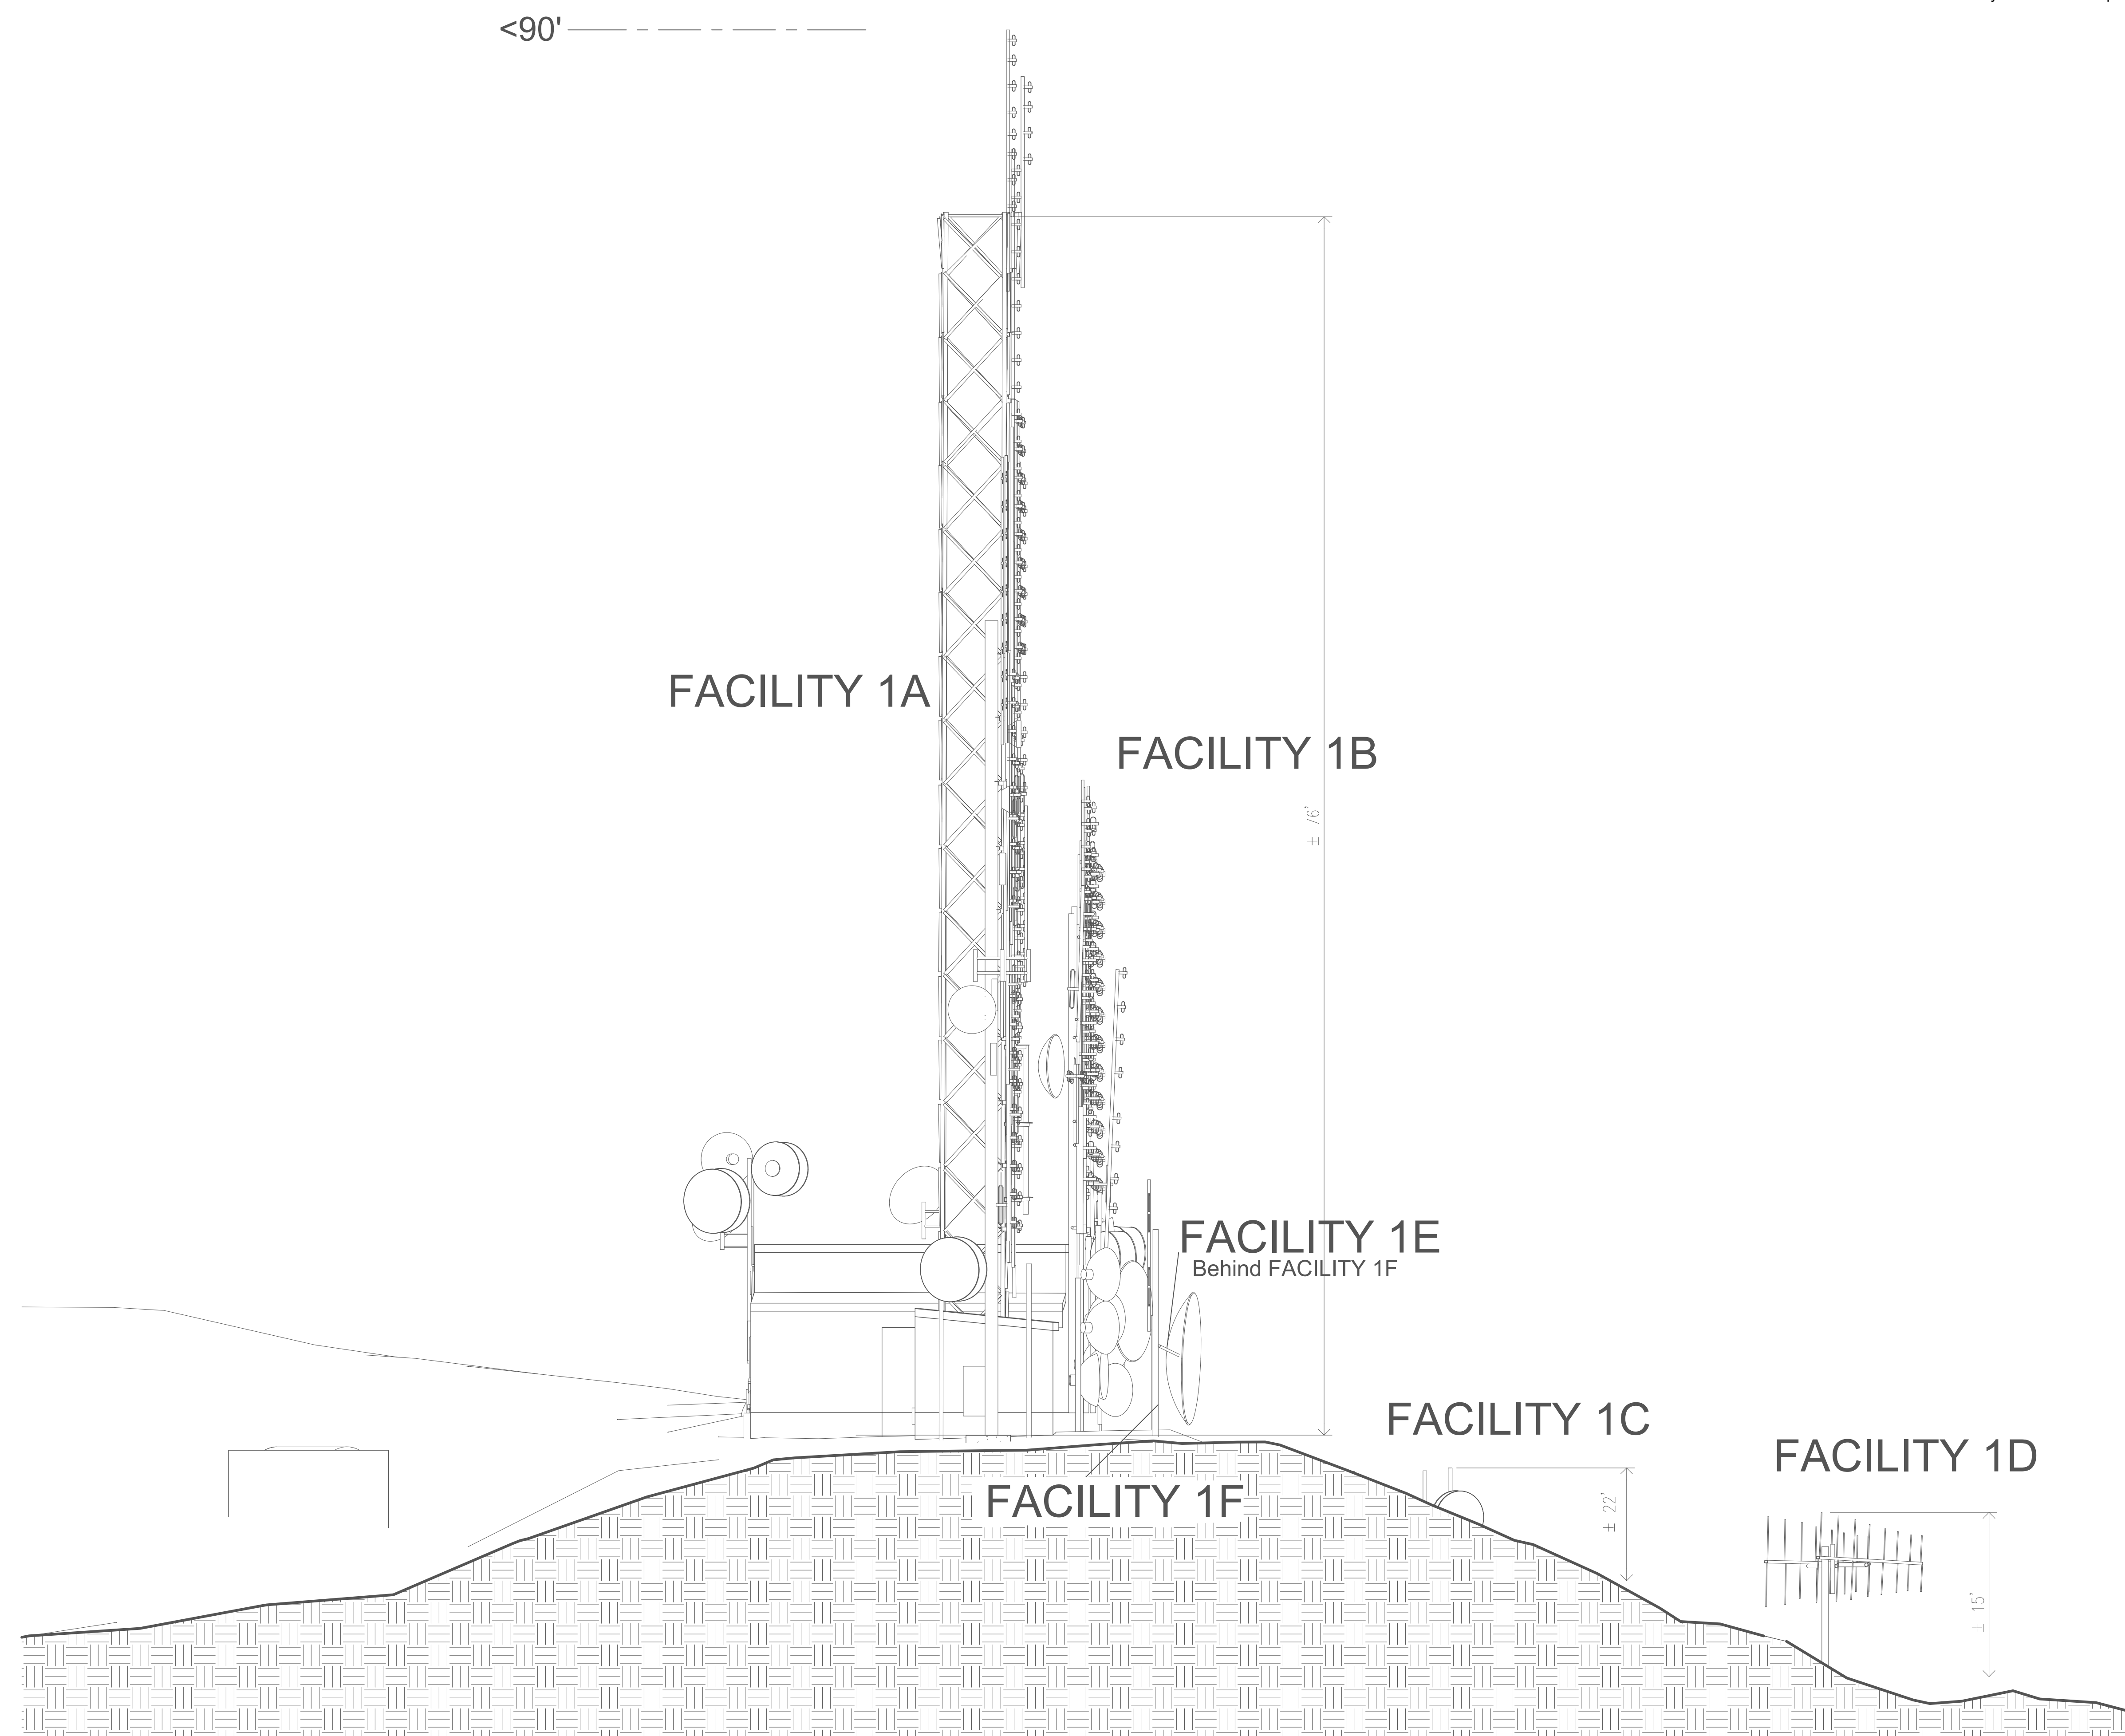 <90'
FACILITY 1A
FACILITY 1B
± 76'
FACILITY 1E
Behind FACILITY 1F
FACILITY 1C
FACILITY 1D
FACILITY 1F
± 22'
± 15'